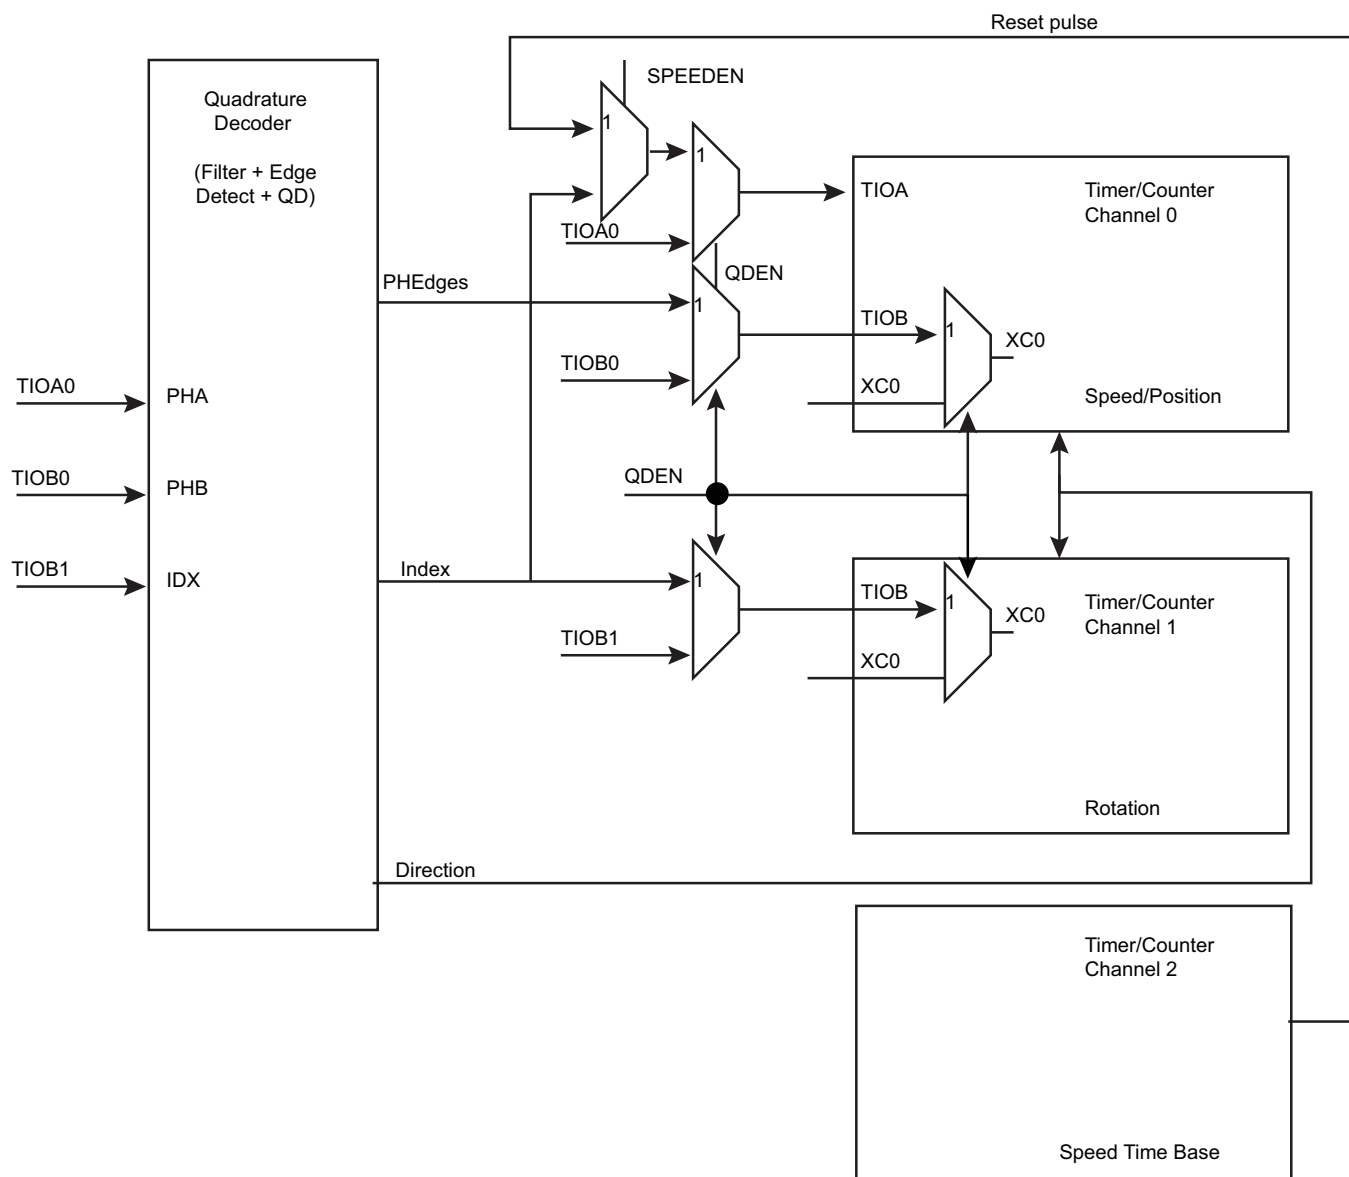 Reset pulse
SPEEDEN
Quadrature
Decoder
(Filter + Edge
Detect + QD)
1
1
TIOA
Timer/Counter
Channel 0
TIOA0
QDEN
PHEdges
1
TIOB
1
XC0
TIOB0
TIOA0
PHA
XC0
Speed/Position
TIOB0
PHB
QDEN
TIOB1
IDX
Index
1
TIOB
1
Timer/Counter
Channel 1
XC0
TIOB1
XC0
Rotation
Direction
Timer/Counter
Channel 2
Speed Time Base